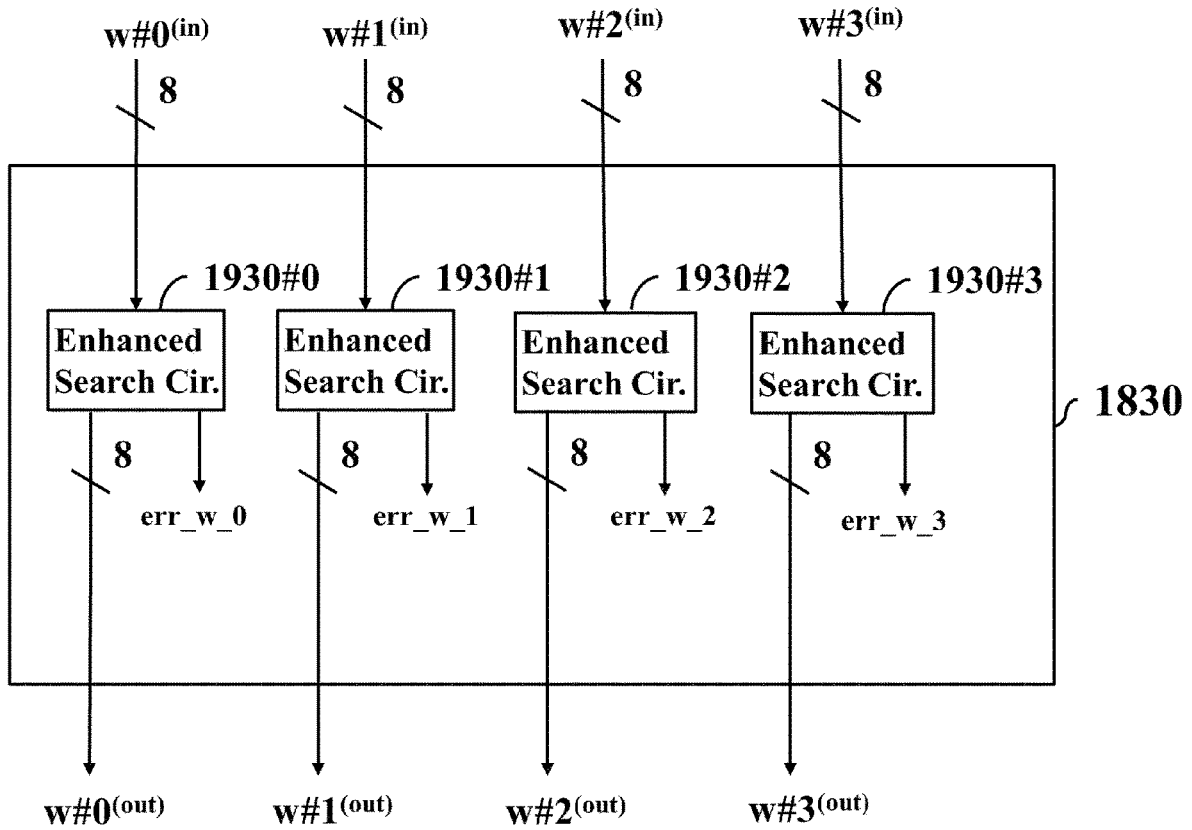 w#0(in) w#1(in) w#2(in) w#3(in)
8 8 8 8
1930#0 1930#1 1930#2 1930#3
Enhanced Enhanced Enhanced Enhanced
Search Cir. Search Cir. Search Cir. Search Cir.
1830
8 8 8 8
err_w_0 err_w_1 err_w_2 err_w_3
w#0(out) w#1(out) w#2(out) w#3(out)